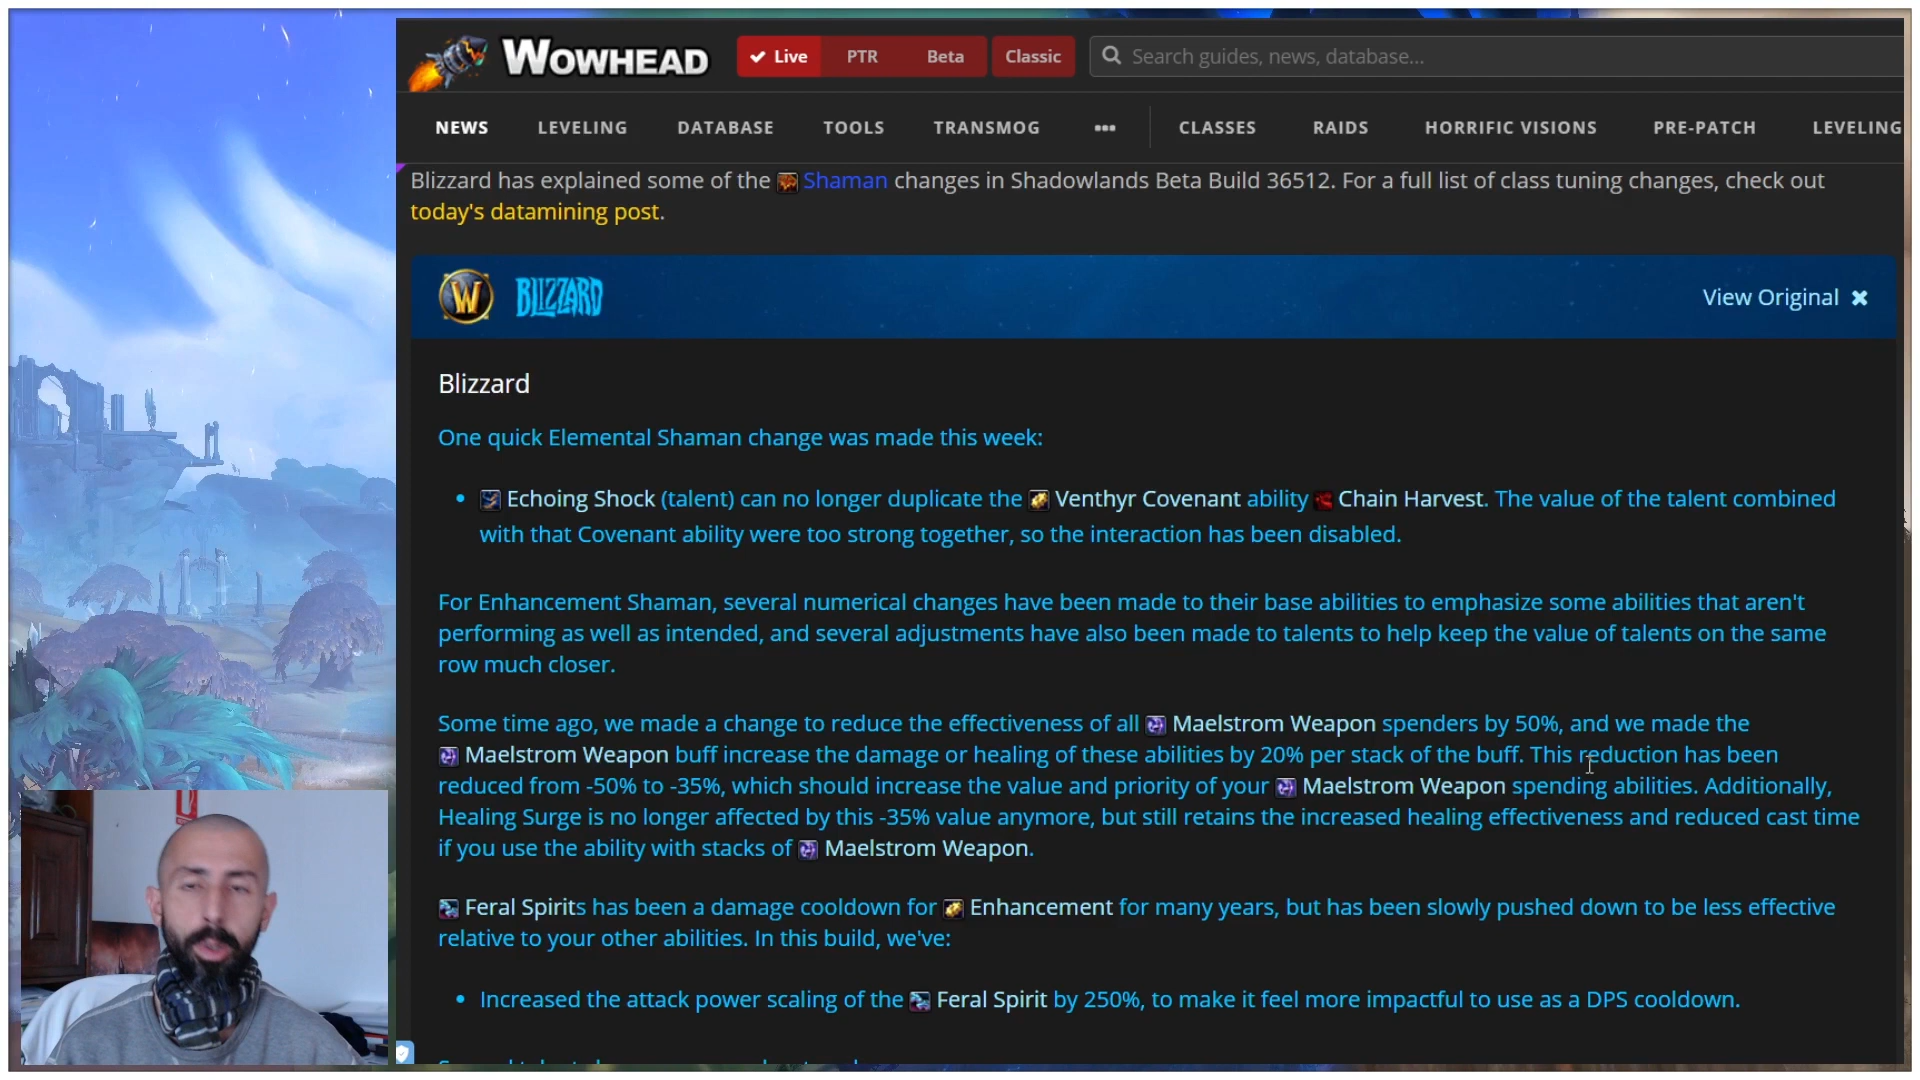 WOWHEAD
Live PTR Beta Classic
Search guides, news, database...
NEWS LEVELING DATABASE TOOLS TRANSMOG ••• CLASSES RAIDS HORRIFIC VISIONS PRE-PATCH LEVELING
Blizzard has explained some of the Shaman changes in Shadowlands Beta Build 36512. For a full list of class tuning changes, check out
today's datamining post.
W BLIZZARD
View Original ✖
Blizzard
One quick Elemental Shaman change was made this week:
• Echoing Shock (talent) can no longer duplicate the Venthyr Covenant ability Chain Harvest. The value of the talent combined
with that Covenant ability were too strong together, so the interaction has been disabled.
For Enhancement Shaman, several numerical changes have been made to their base abilities to emphasize some abilities that aren't
performing as well as intended, and several adjustments have also been made to talents to help keep the value of talents on the same
row much closer.
Some time ago, we made a change to reduce the effectiveness of all Maelstrom Weapon spenders by 50%, and we made the
Maelstrom Weapon buff increase the damage or healing of these abilities by 20% per stack of the buff. This reduction has been
reduced from -50% to -35%, which should increase the value and priority of your Maelstrom Weapon spending abilities. Additionally,
Healing Surge is no longer affected by this -35% value anymore, but still retains the increased healing effectiveness and reduced cast time
if you use the ability with stacks of Maelstrom Weapon.
Feral Spirits has been a damage cooldown for Enhancement for many years, but has been slowly pushed down to be less effective
relative to your other abilities. In this build, we've:
• Increased the attack power scaling of the Feral Spirit by 250%, to make it feel more impactful to use as a DPS cooldown.